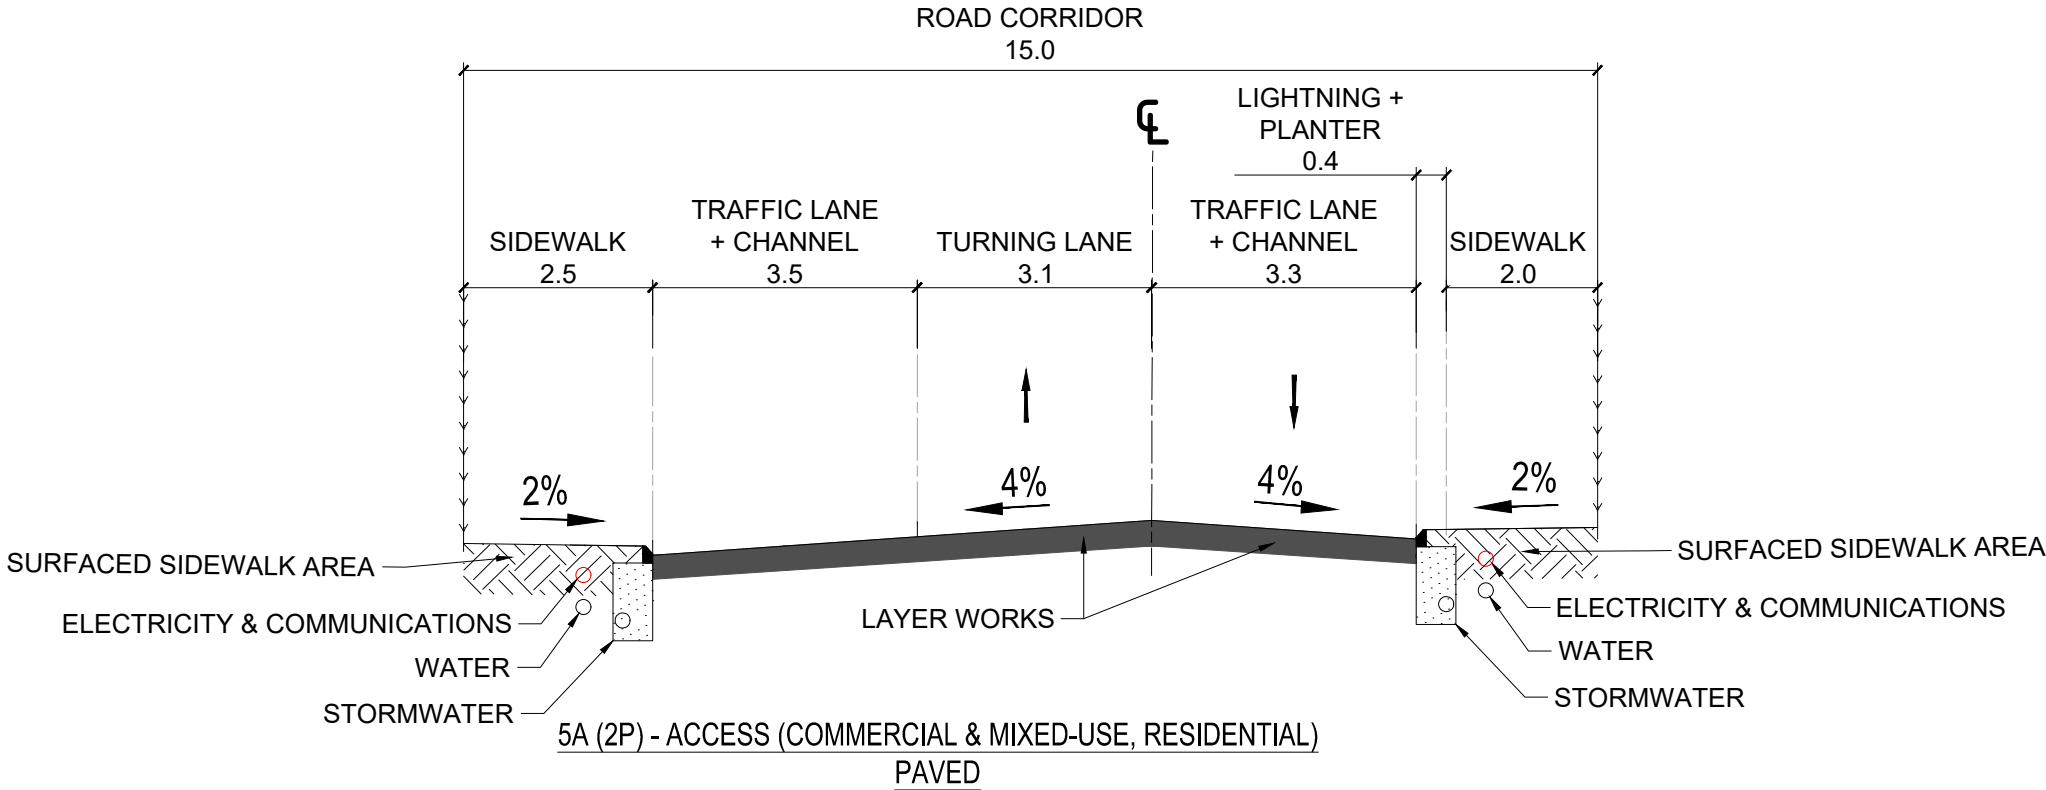 ROAD CORRIDOR
15.0
LIGHTNING +
PLANTER
0.4
℄
SIDEWALK
2.5
TRAFFIC LANE
+ CHANNEL
3.5
TURNING LANE
3.1
TRAFFIC LANE
+ CHANNEL
3.3
SIDEWALK
2.0
2%
4%
4%
2%
SURFACED SIDEWALK AREA
ELECTRICITY & COMMUNICATIONS
WATER
STORMWATER
LAYER WORKS
SURFACED SIDEWALK AREA
ELECTRICITY & COMMUNICATIONS
WATER
STORMWATER
5A (2P) - ACCESS (COMMERCIAL & MIXED-USE, RESIDENTIAL)
PAVED